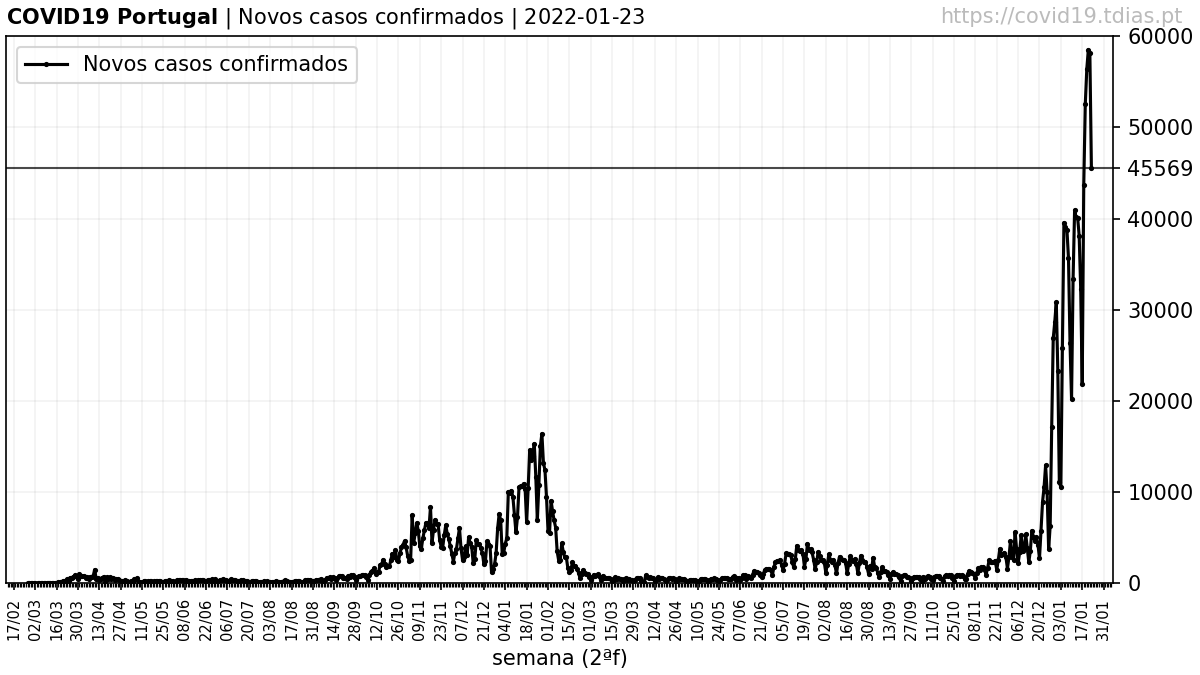 COVID19 Portugal | Novos casos confirmados | 2022-01-23
https://covid19.tdias.pt
Novos casos confirmados
60000
50000
45569
40000
30000
20000
10000
0
17/02 02/03 16/03 30/03 13/04 27/04 11/05 25/05 08/06 22/06 06/07 20/07 03/08 17/08 31/08 14/09 28/09 12/10 26/10 09/11 23/11 07/12 21/12 04/01 18/01 01/02 15/02 01/03 15/03 29/03 12/04 26/04 10/05 24/05 07/06 21/06 05/07 19/07 02/08 16/08 30/08 13/09 27/09 11/10 25/10 08/11 22/11 06/12 20/12 03/01 17/01 31/01
semana (2ªf)